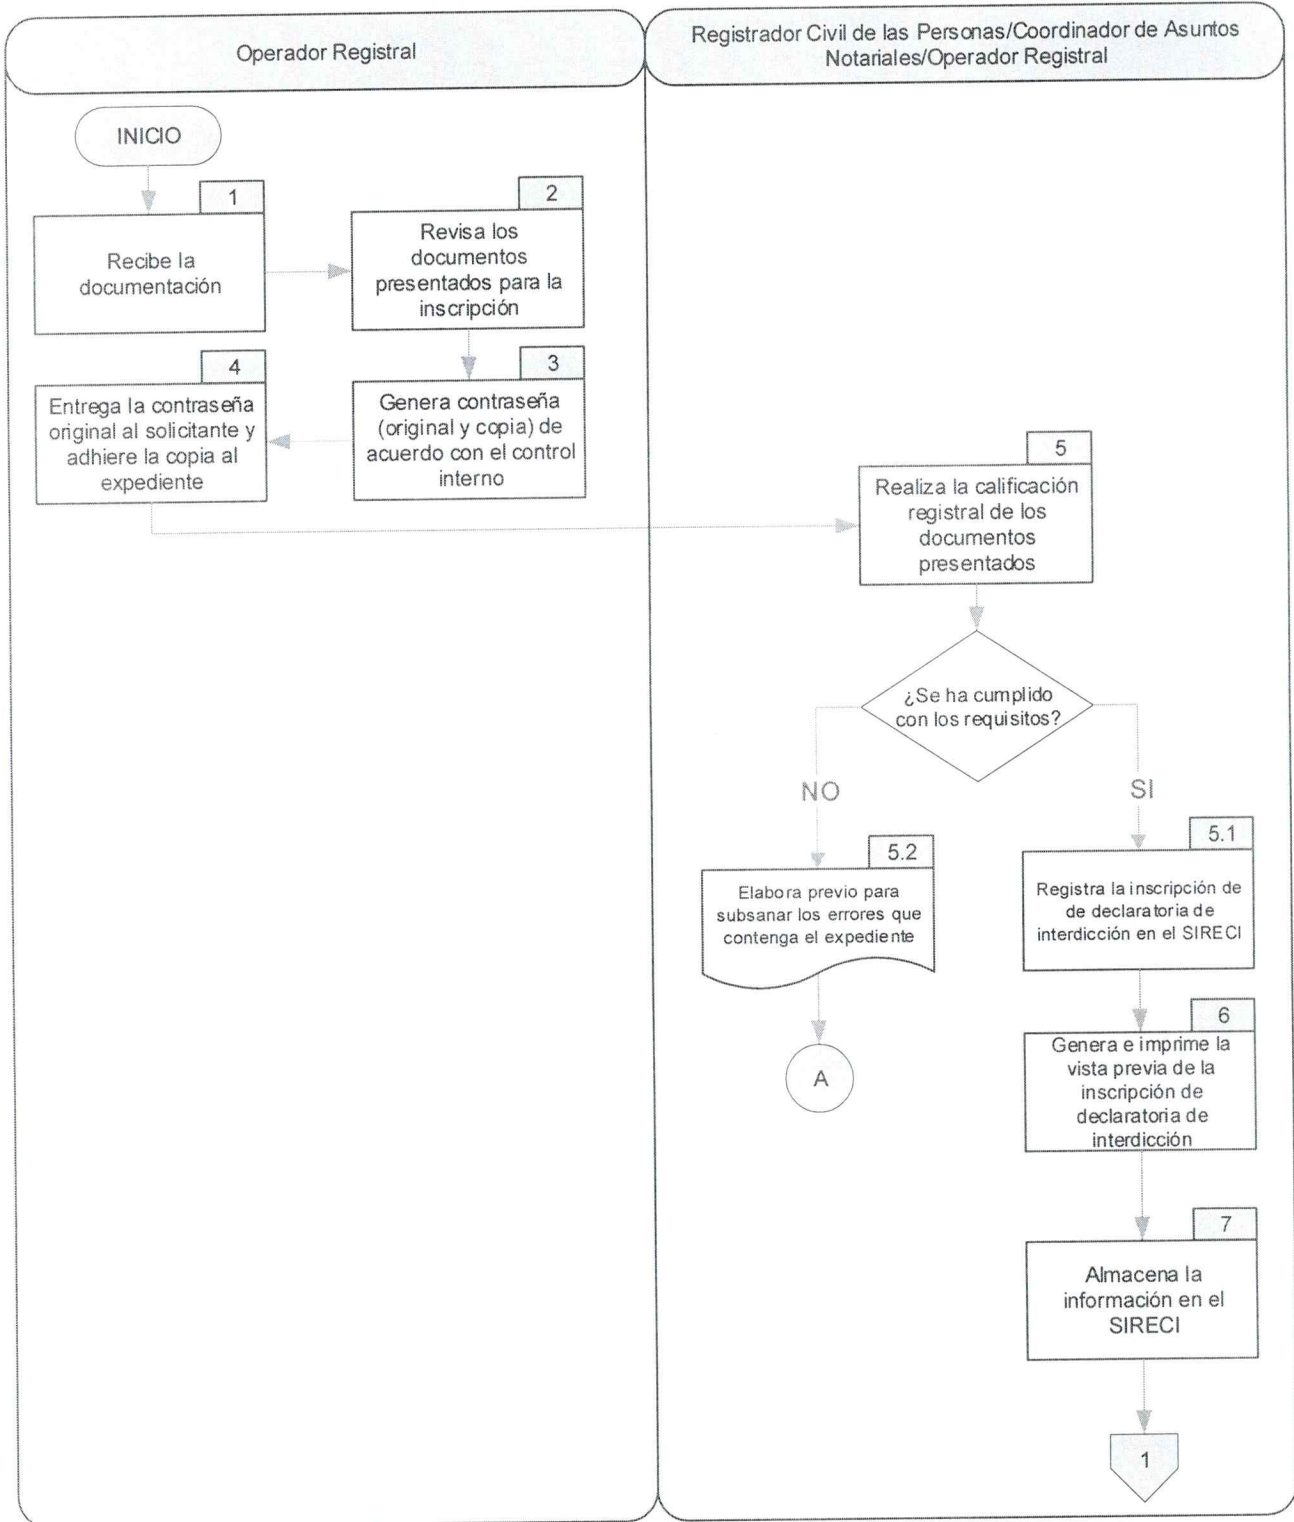 Operador Registral
Registrador Civil de las Personas/Coordinador de Asuntos
Notariales/Operador Registral
INICIO
1
Recibe la
documentación
2
Revisa los
documentos
presentados para la
inscripción
3
Genera contraseña
(original y copia) de
acuerdo con el control
interno
4
Entrega la contraseña
original al solicitante y
adhiere la copia al
expediente
5
Realiza la calificación
registral de los
documentos
presentados
¿Se ha cumplido
con los requisitos?
NO
SI
5.2
Elabora previo para
subsanar los errores que
contenga el expediente
A
5.1
Registra la inscripción de
de declaratoria de
interdicción en el SIRECI
6
Genera e imprime la
vista previa de la
inscripción de
declaratoria de
interdicción
7
Almacena la
información en el
SIRECI
1